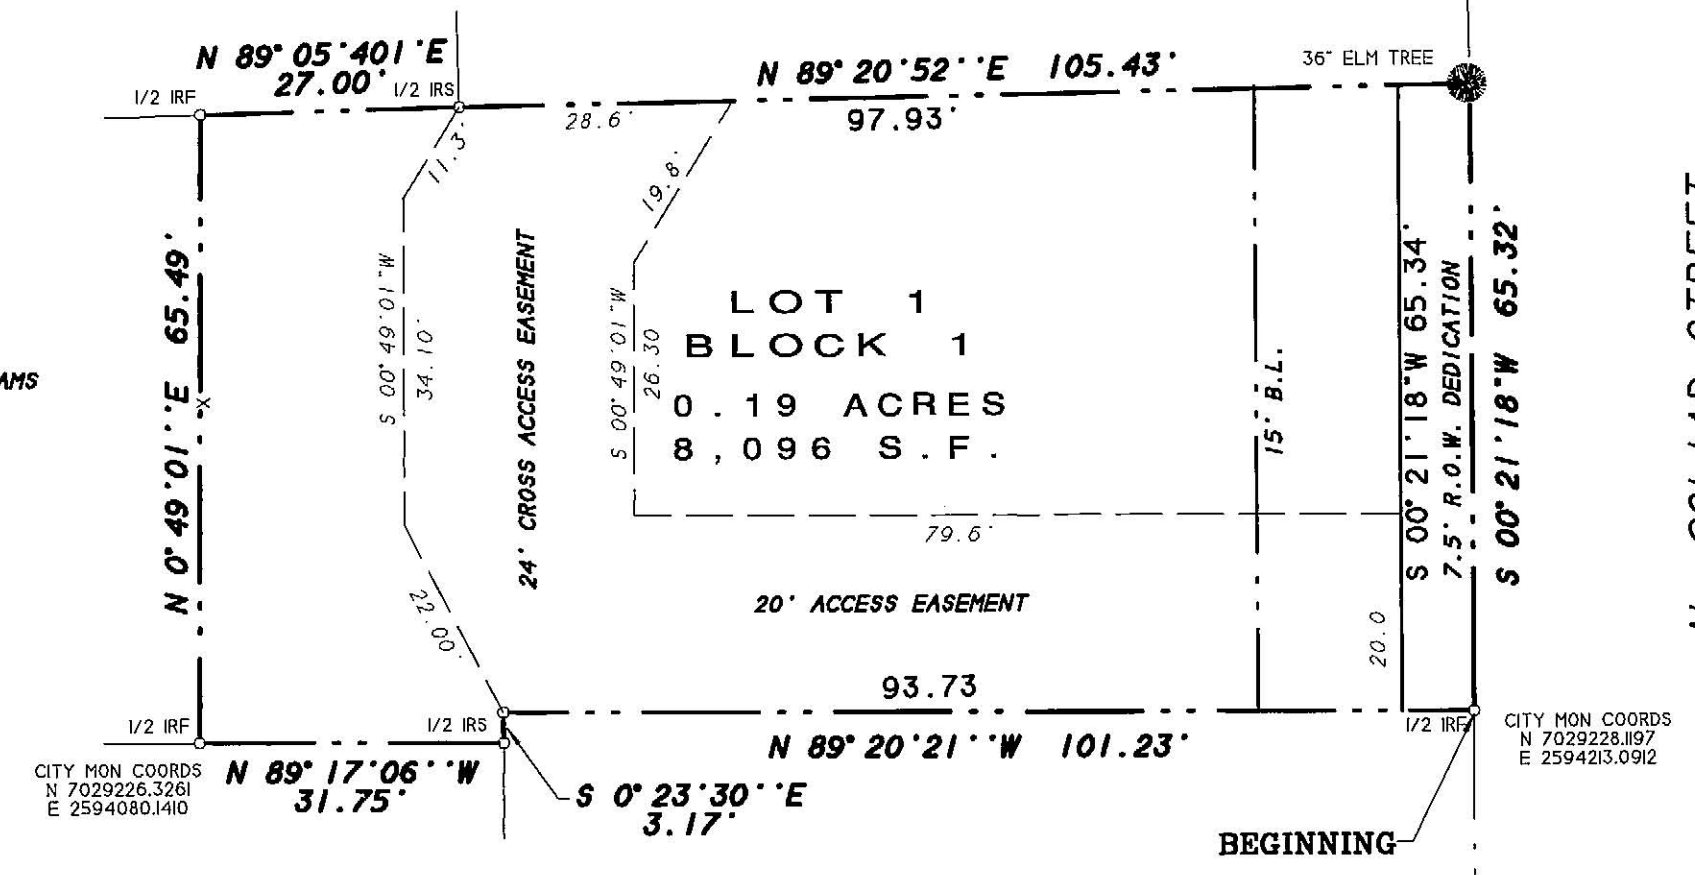 N 89° 05'401'E
27.00'
1/2 IRF
1/2 IRS
N 89° 20'52''E 105.43'
97.93'
36" ELM TREE
28.6'
11.3'
19.8'
N 0°49'01''E 65.49'
S 00°49'01"W
34.10'
24' CROSS ACCESS EASEMENT
S 00°49'01"W
26.30
LOT 1
BLOCK 1
0.19 ACRES
8,096 S.F.
15' B.L.
S 00°21'18"W 65.34'
7.5' R.O.W. DEDICATION
S 00°21'18"W 65.32'
AMS
79.6'
22.00'
20' ACCESS EASEMENT
20.0
93.73
1/2 IRF
1/2 IRS
1/2 IRF
N 89°20'21''W 101.23'
CITY MON COORDS
N 7029228.1197
E 2594213.0912
CITY MON COORDS
N 7029226.3261
E 2594080.1410
N 89°17'06''W
31.75'
S 0°23'30''E
3.17'
BEGINNING